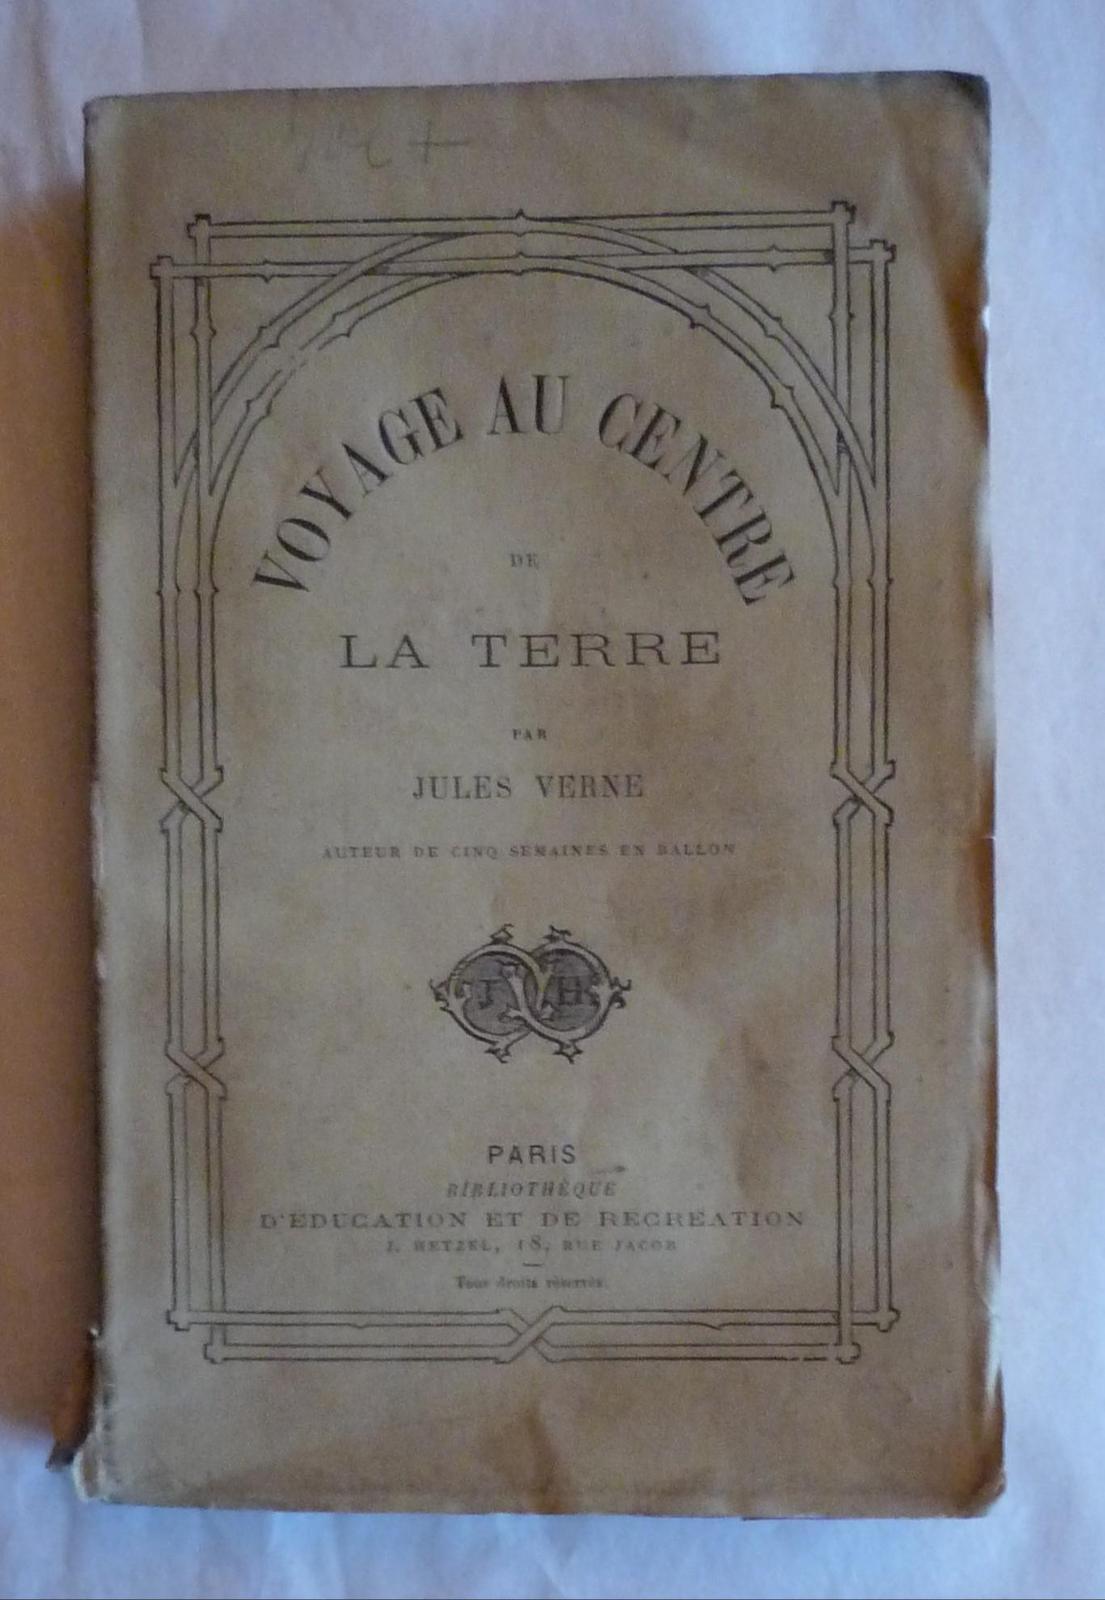 VOYAGE AU CENTRE
DE
LA TERRE
PAR
JULES VERNE
AUTEUR DE CINQ SEMAINES EN BALLON
J H
PARIS
BIBLIOTHÈQUE
D'ÉDUCATION ET DE RÉCRÉATION
J. HETZEL, 18, RUE JACOB
Tous droits réservés.